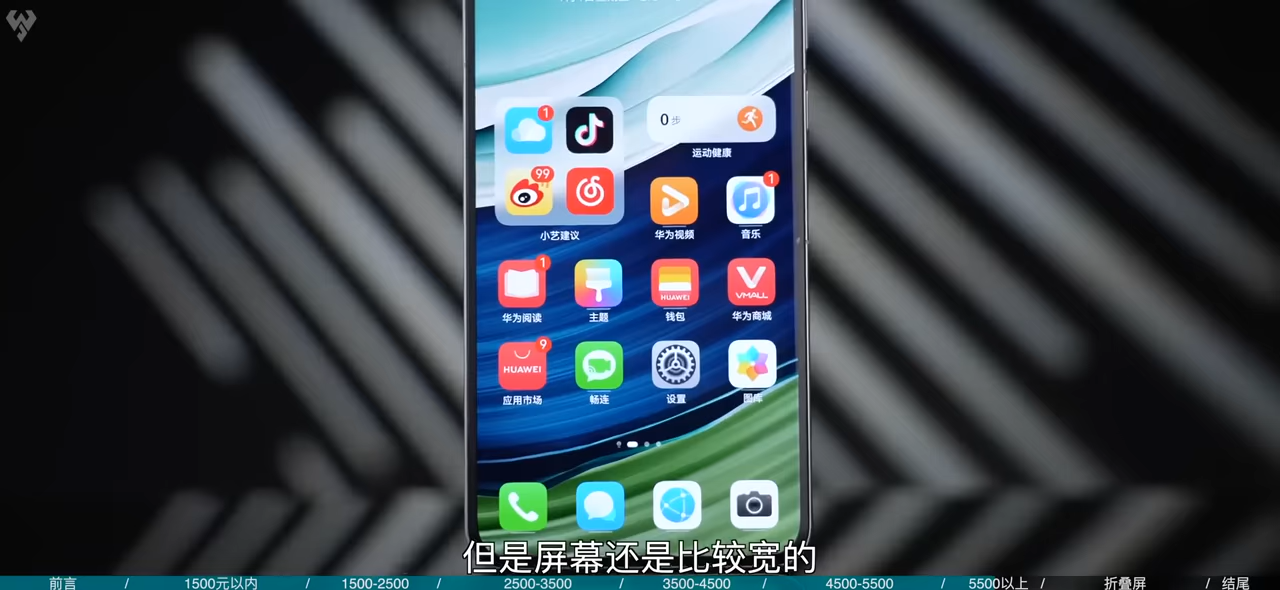 1
0步
运动健康
99
1
小艺建议
华为视频
音乐
1
HUAWEI
VMALL
华为阅读
主题
钱包
华为商城
9
HUAWEI
应用市场
畅连
设置
图库
但是屏幕还是比较宽的
前言 / 1500元以内 / 1500-2500 / 2500-3500 / 3500-4500 / 4500-5500 / 5500以上 / 折叠屏 / 结尾